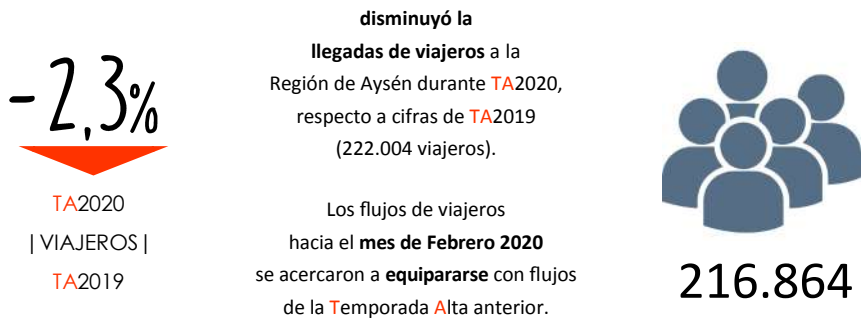 -2,3%
TA2020
|VIAJEROS|
TA2019
disminuyó la
llegadas de viajeros a la
Región de Aysén durante TA2020,
respecto a cifras de TA2019
(222.004 viajeros).
Los flujos de viajeros
hacia el mes de Febrero 2020
se acercaron a equipararse con flujos
de la Temporada Alta anterior.
216.864